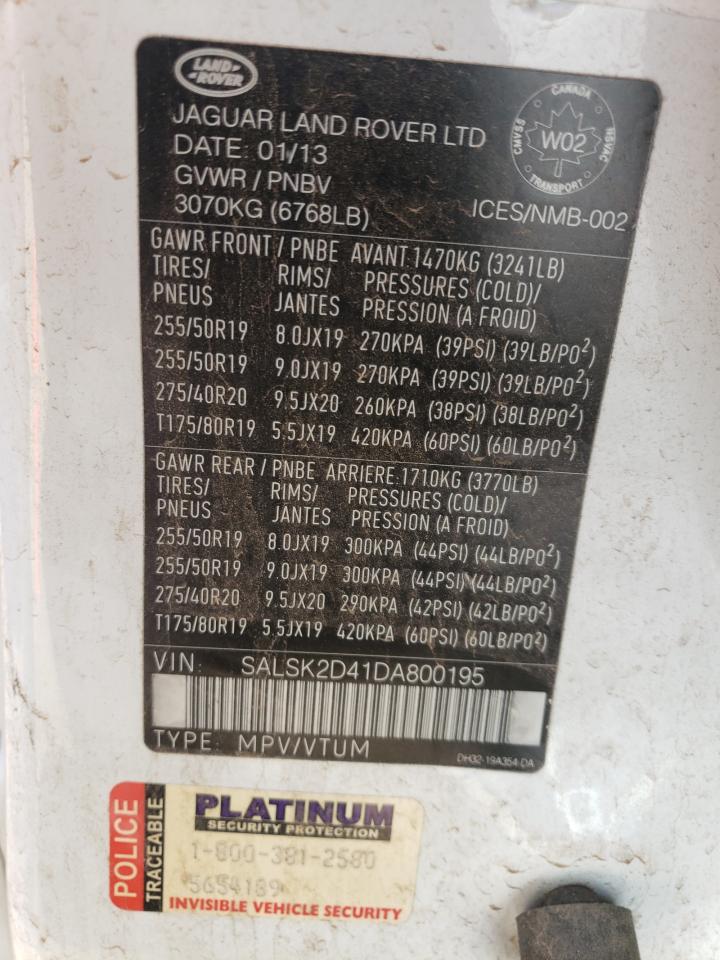 LAND-
-ROVER
CANADA
CMVSS
W02
NSVAC
TRANSPORT
JAGUAR LAND ROVER LTD
DATE 01/13
GVWR / PNBV
3070KG (6768LB)
ICES/NMB-002
GAWR FRONT / PNBE AVANT 1470KG (3241LB)
TIRES/ RIMS/ PRESSURES (COLD)/
PNEUS JANTES PRESSION (A FROID)
255/50R19 8.0JX19 270KPA (39PSI) (39LB/PO²)
255/50R19 9.0JX19 270KPA (39PSI) (39LB/PO²)
275/40R20 9.5JX20 260KPA (38PSI) (38LB/PO²)
T175/80R19 5.5JX19 420KPA (60PSI) (60LB/PO²)
GAWR REAR / PNBE ARRIERE 1710KG (3770LB)
TIRES/ RIMS/ PRESSURES (COLD)/
PNEUS JANTES PRESSION (A FROID)
255/50R19 8.0JX19 300KPA (44PSI) (44LB/PO²)
255/50R19 9.0JX19 300KPA (44PSI) (44LB/PO²)
275/40R20 9.5JX20 290KPA (42PSI) (42LB/PO²)
T175/80R19 5.5JX19 420KPA (60PSI) (60LB/PO²)
VIN: SALSK2D41DA800195
TYPE: MPV/VTUM
DH32-19A354-DA
POLICE
TRACEABLE
PLATINUM
SECURITY PROTECTION
1-800-381-2580
5654189
INVISIBLE VEHICLE SECURITY